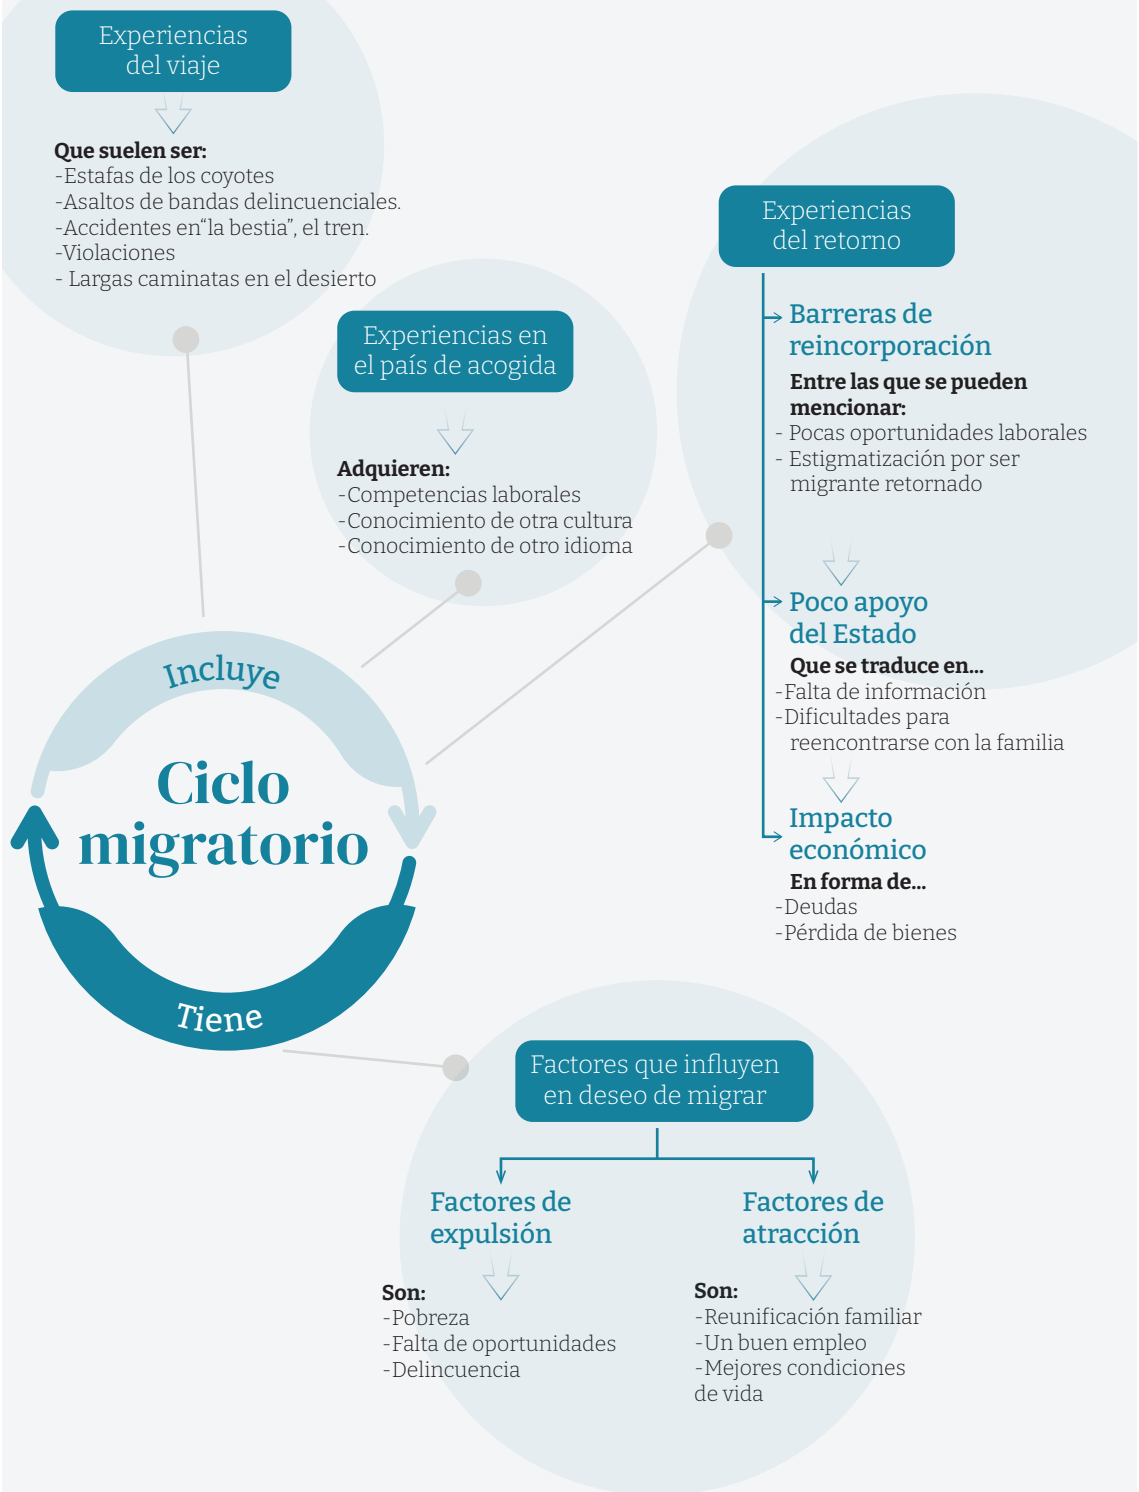 Experiencias
del viaje
Que suelen ser:
-Estafas de los coyotes
-Asaltos de bandas delincuenciales.
-Accidentes en“la bestia”, el tren.
-Violaciones
- Largas caminatas en el desierto
Experiencias en
el país de acogida
Adquieren:
-Competencias laborales
-Conocimiento de otra cultura
-Conocimiento de otro idioma
Experiencias
del retorno
Barreras de
reincorporación
Entre las que se pueden
mencionar:
- Pocas oportunidades laborales
- Estigmatización por ser
migrante retornado
Poco apoyo
del Estado
Que se traduce en...
-Falta de información
-Dificultades para
reencontrarse con la familia
Impacto
económico
En forma de...
-Deudas
-Pérdida de bienes
Incluye
Ciclo
migratorio
Tiene
Factores que influyen
en deseo de migrar
Factores de
expulsión
Son:
-Pobreza
-Falta de oportunidades
-Delincuencia
Factores de
atracción
Son:
-Reunificación familiar
-Un buen empleo
-Mejores condiciones
de vida